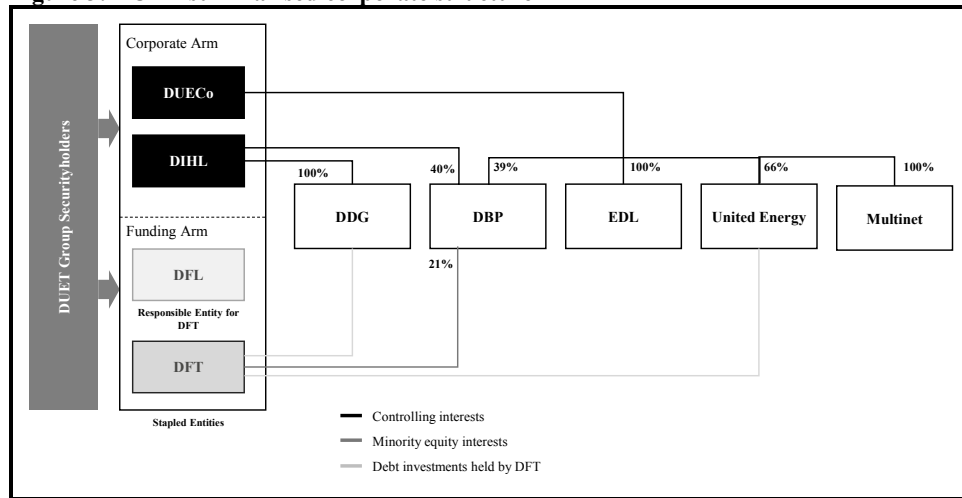 DUET Group Securityholders
Corporate Arm
DUECo
DIHL
100%
40%
39%
100%
66%
100%
DDG
DBP
EDL
United Energy
Multinet
Funding Arm
21%
DFL
Responsible Entity for
DFT
DFT
Stapled Entities
Controlling interests
Minority equity interests
Debt investments held by DFT